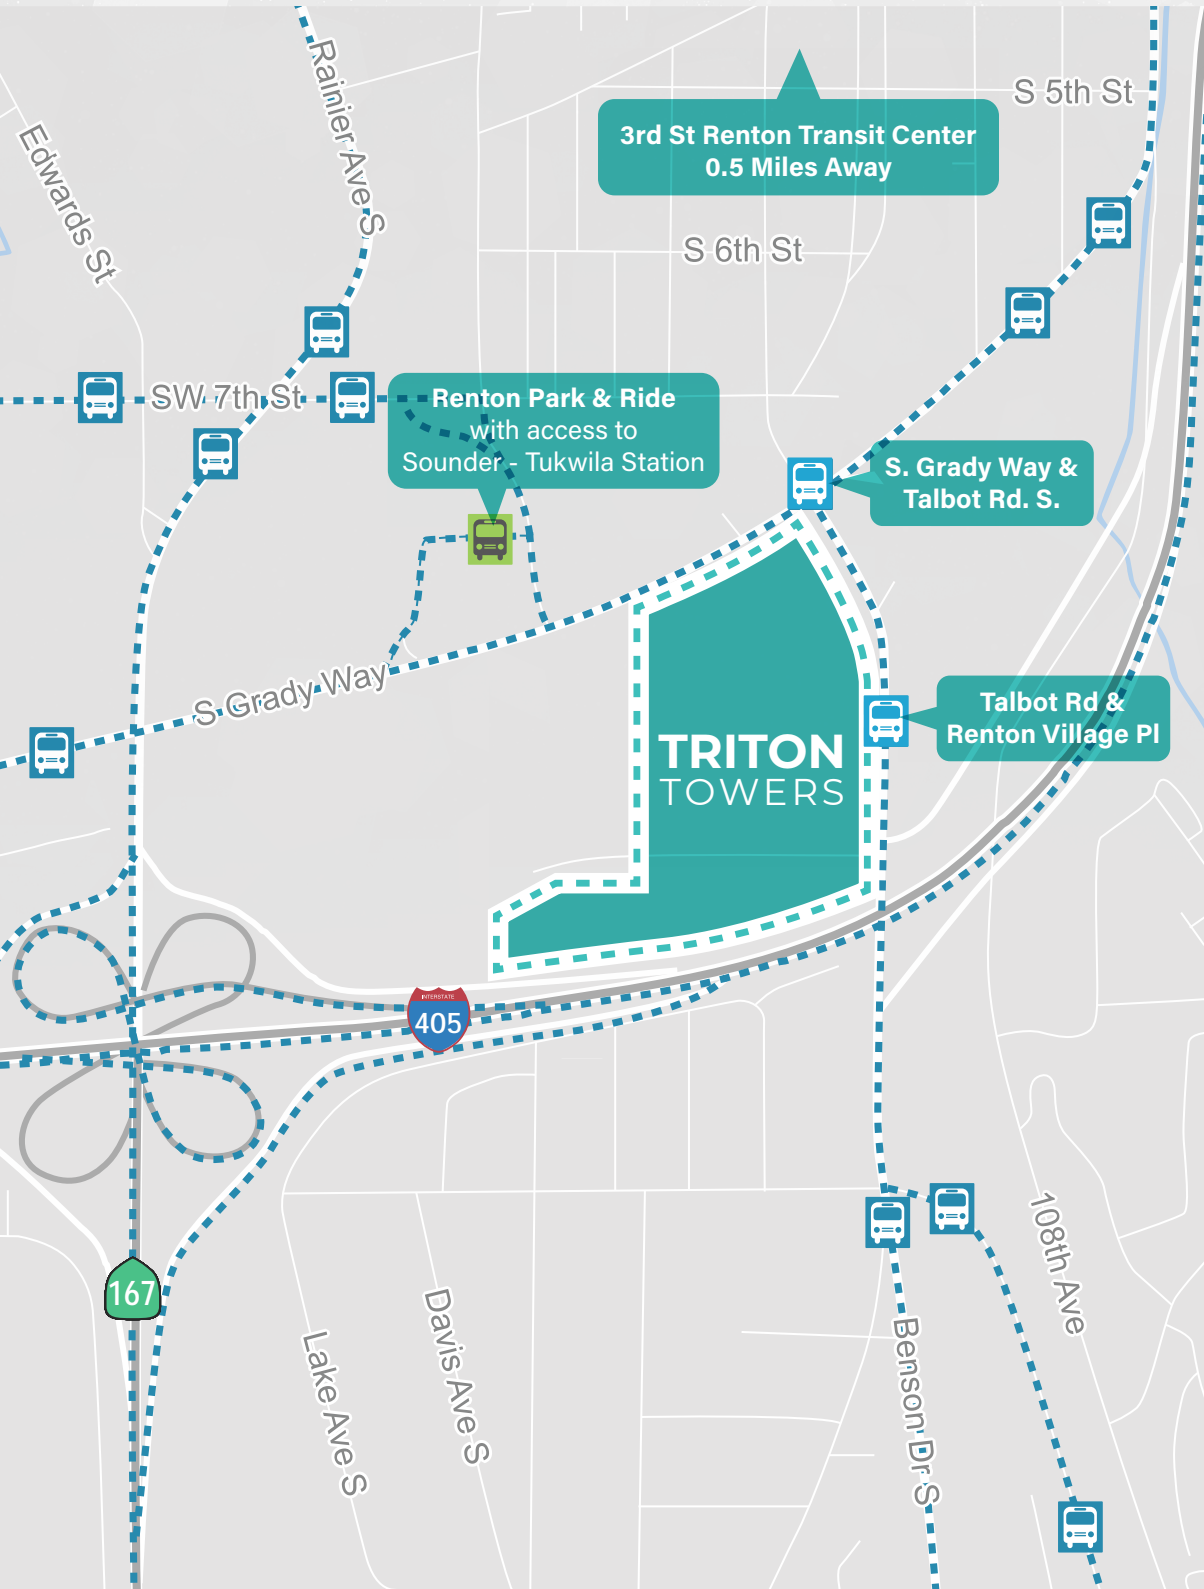 Rainier Ave S
S 5th St
Edwards St
3rd St Renton Transit Center
0.5 Miles Away
S 6th St
SW 7th St
Renton Park & Ride
with access to
Sounder - Tukwila Station
S. Grady Way &
Talbot Rd. S.
S Grady Way
Talbot Rd &
Renton Village Pl
TRITON
TOWERS
INTERSTATE
405
167
108th Ave
Lake Ave S
Davis Ave S
Benson Dr S